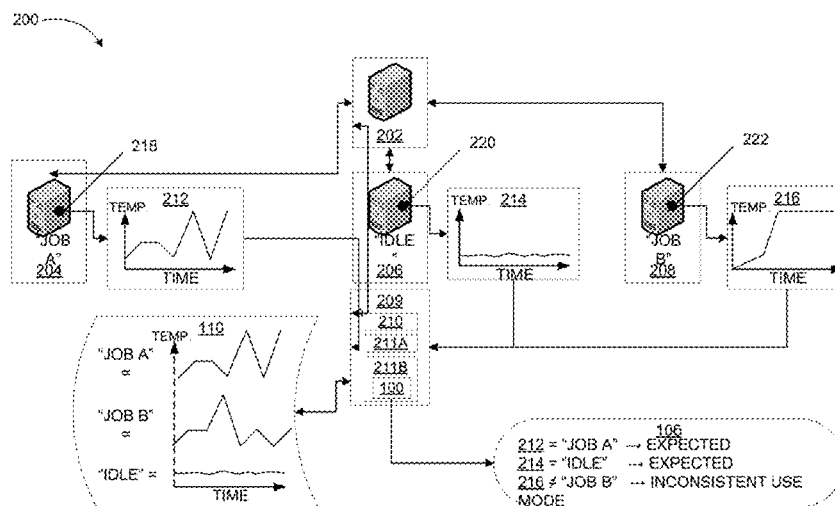 200
202
218
220
222
"JOB A" 204
TEMP. 212
TIME
"IDLE" 206
TEMP. 214
TIME
"JOB B" 208
TEMP. 216
TIME
209
210
211A
211B
100
TEMP. 110
"JOB A" ∝
"JOB B" ∝
"IDLE" ∝
TIME
106
212 = "JOB A" → EXPECTED
214 = "IDLE" → EXPECTED
216 ≠ "JOB B" → INCONSISTENT USE
MODE